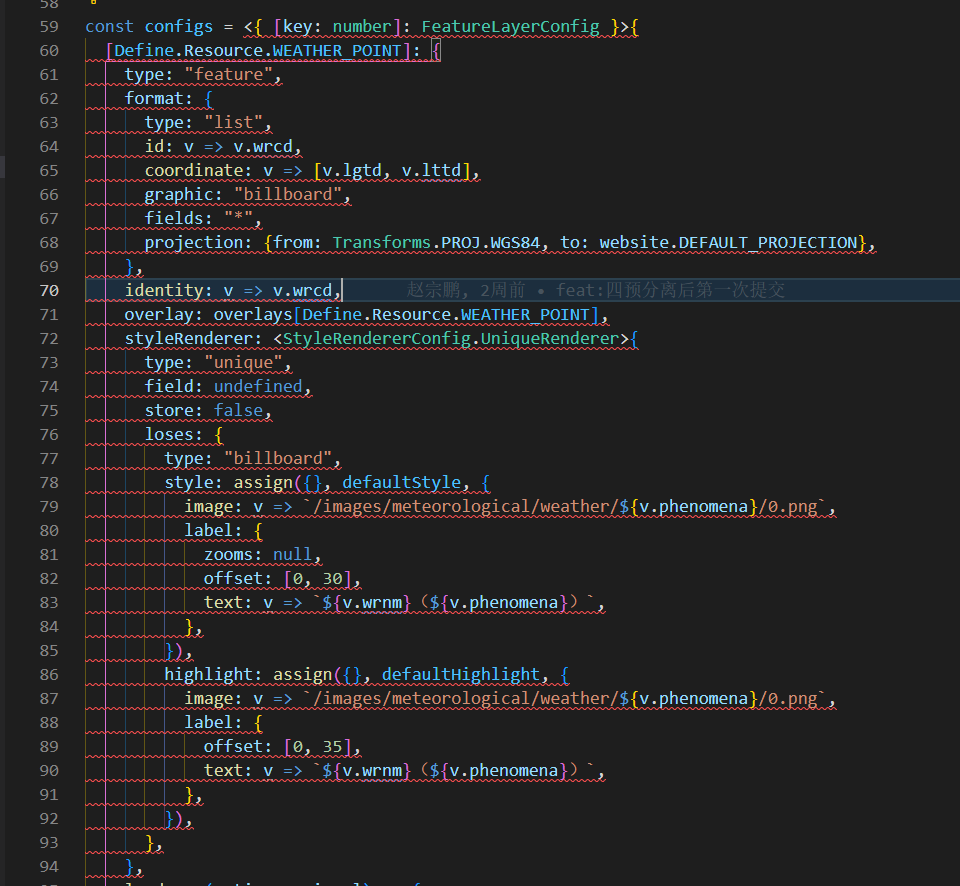 58
59 const configs = <{ [key: number]: FeatureLayerConfig }>{
60 [Define.Resource.WEATHER_POINT]: {
61 type: "feature",
62 format: {
63 type: "list",
64 id: v => v.wrcd,
65 coordinate: v => [v.lgtd, v.lttd],
66 graphic: "billboard",
67 fields: "*",
68 projection: {from: Transforms.PROJ.WGS84, to: website.DEFAULT_PROJECTION},
69 },
70 identity: v => v.wrcd, 赵宗鹏, 2周前 • feat:四预分离后第一次提交
71 overlay: overlays[Define.Resource.WEATHER_POINT],
72 styleRenderer: <StyleRendererConfig.UniqueRenderer>{
73 type: "unique",
74 field: undefined,
75 store: false,
76 loses: {
77 type: "billboard",
78 style: assign({}, defaultStyle, {
79 image: v => `/images/meteorological/weather/${v.phenomena}/0.png`,
80 label: {
81 zooms: null,
82 offset: [0, 30],
83 text: v => `${v.wrnm}（${v.phenomena}）`,
84 },
85 }),
86 highlight: assign({}, defaultHighlight, {
87 image: v => `/images/meteorological/weather/${v.phenomena}/0.png`,
88 label: {
89 offset: [0, 35],
90 text: v => `${v.wrnm}（${v.phenomena}）`,
91 },
92 }),
93 },
94 },